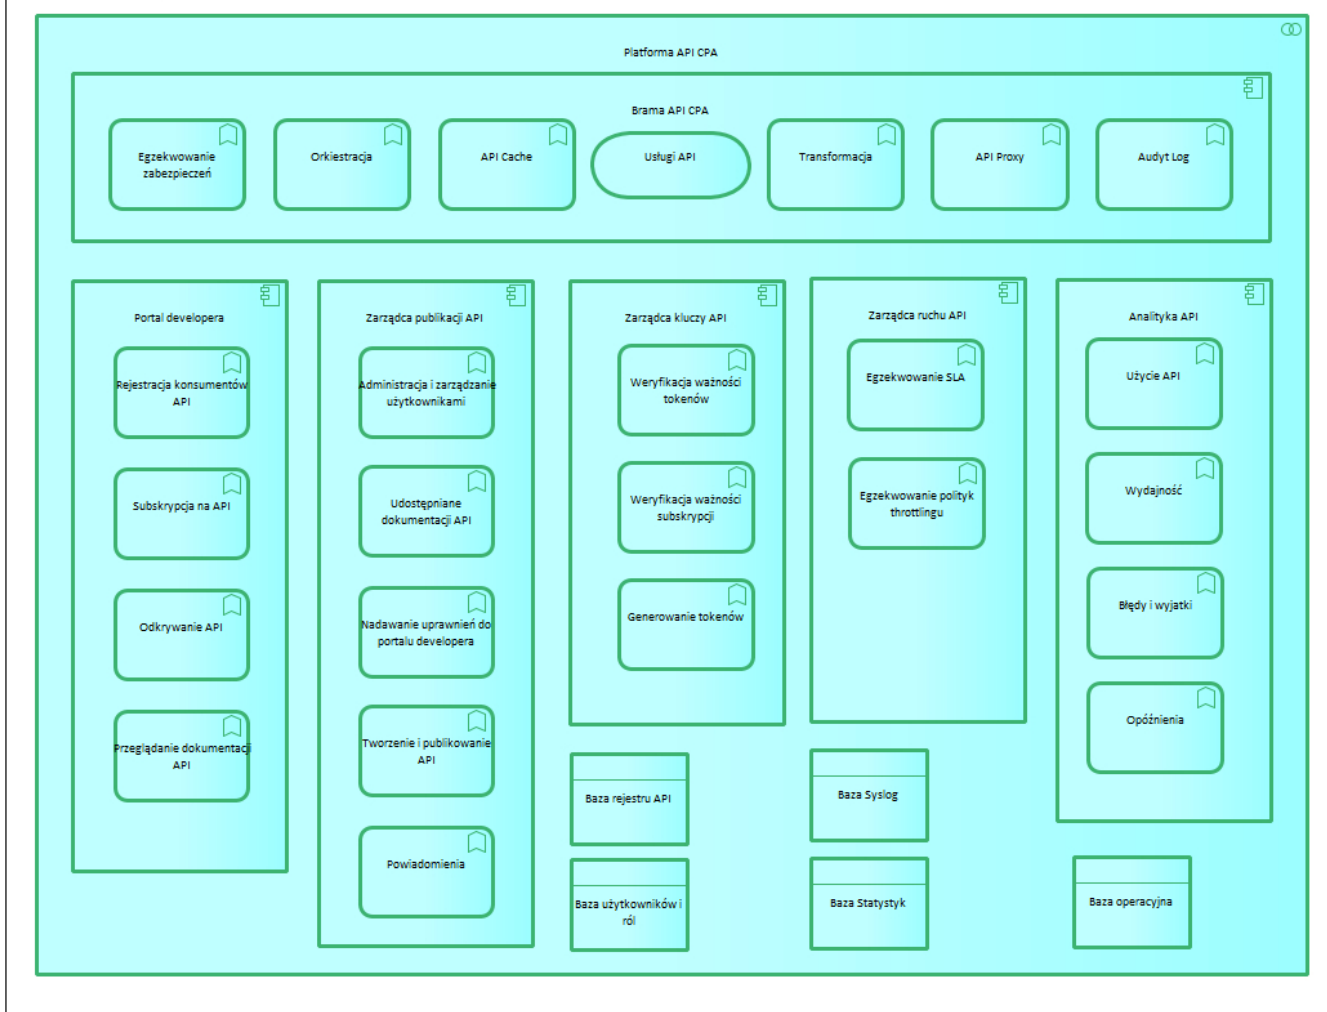 Platforma API CPA
Brama API CPA
Egzekwowanie
zabezpieczeń
Orkiestracja
API Cache
Usługi API
Transformacja
API Proxy
Audyt Log
Portal developera
Rejestracja konsumentów
API
Subskrypcja na API
Odkrywanie API
Przeglądanie dokumentacji
API
Zarządca publikacji API
Administracja i zarządzanie
użytkownikami
Udostępniane
dokumentacji API
Nadawanie uprawnień do
portalu developera
Tworzenie i publikowanie
API
Powiadomienia
Zarządca kluczy API
Weryfikacja ważności
tokenów
Weryfikacja ważności
subskrypcji
Generowanie tokenów
Zarządca ruchu API
Egzekwowanie SLA
Egzekwowanie polityk
throttlingu
Analityka API
Użycie API
Wydajność
Błędy i wyjatki
Opóźnienia
Baza rejestru API
Baza Syslog
Baza użytkowników i
ról
Baza Statystyk
Baza operacyjna